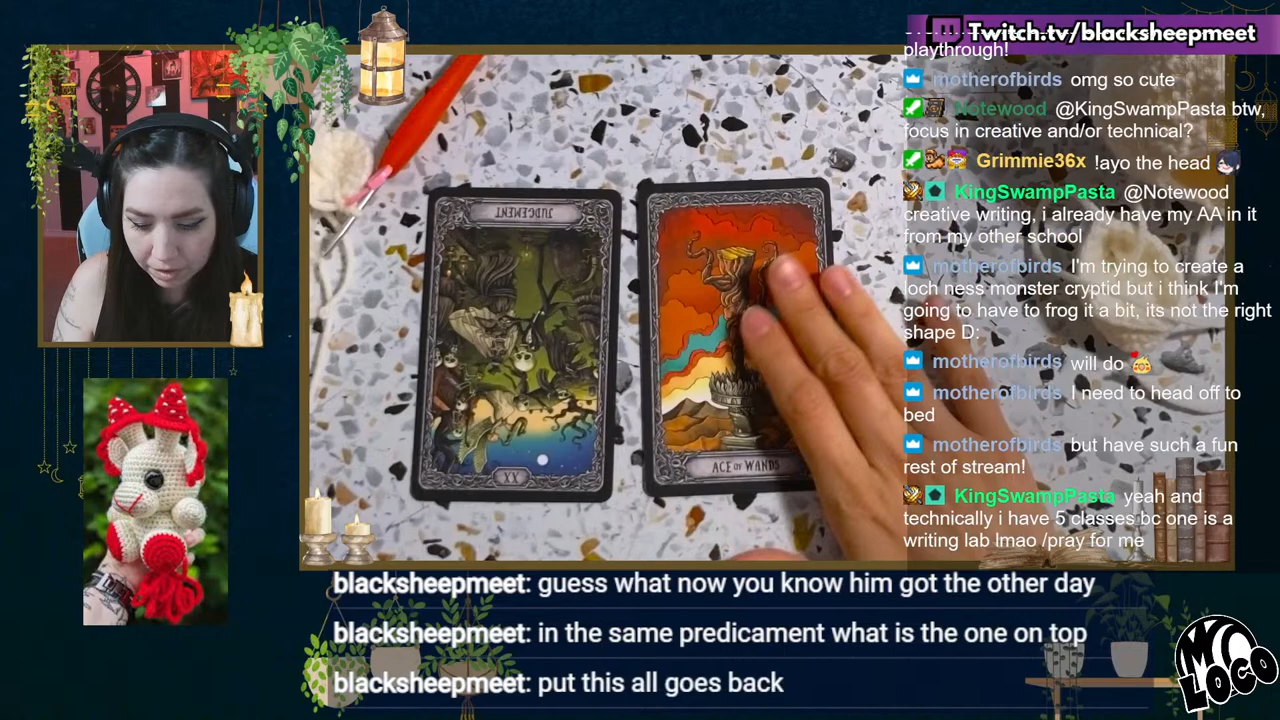 Twitch.tv/blacksheepmeet
playthrough!
motherofbirds omg so cute
Notewood @KingSwampPasta btw,
focus in creative and/or technical?
Grimmie36x !ayo the head
KingSwampPasta @Notewood
creative writing, i already have my AA in it
from my other school
motherofbirds I'm trying to create a
loch ness monster cryptid but i think I'm
going to have to frog it a bit, its not the right
shape D:
motherofbirds will do
motherofbirds I need to head off to
bed
motherofbirds but have such a fun
rest of stream!
KingSwampPasta yeah and
technically i have 5 classes bc one is a
writing lab lmao /pray for me
JUDGEMENT
XX
ACE OF WANDS
blacksheepmeet: guess what now you know him got the other day
blacksheepmeet: in the same predicament what is the one on top
blacksheepmeet: put this all goes back
MC
LOCO